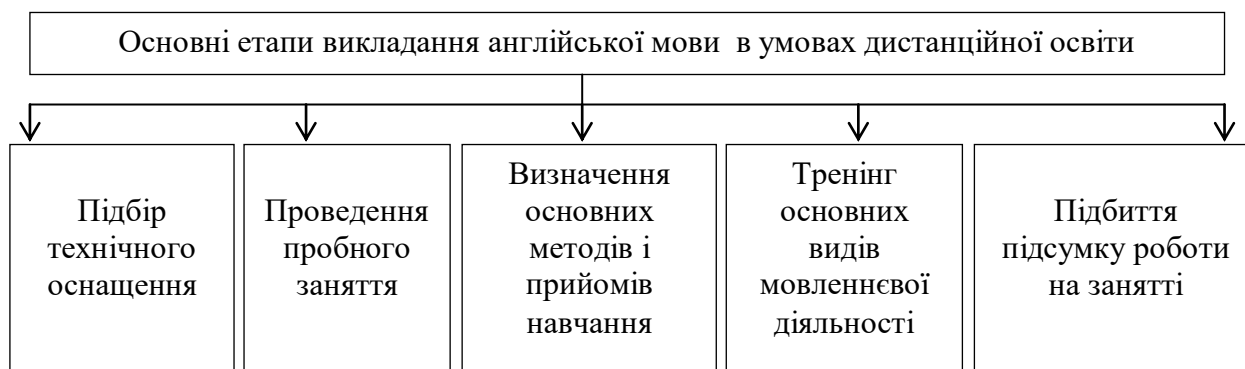 Основні етапи викладання англійської мови в умовах дистанційної освіти
Підбір
технічного
оснащення
Проведення
пробного
заняття
Визначення
основних
методів і
прийомів
навчання
Тренінг
основних
видів
мовленнєвої
діяльності
Підбиття
підсумку роботи
на занятті